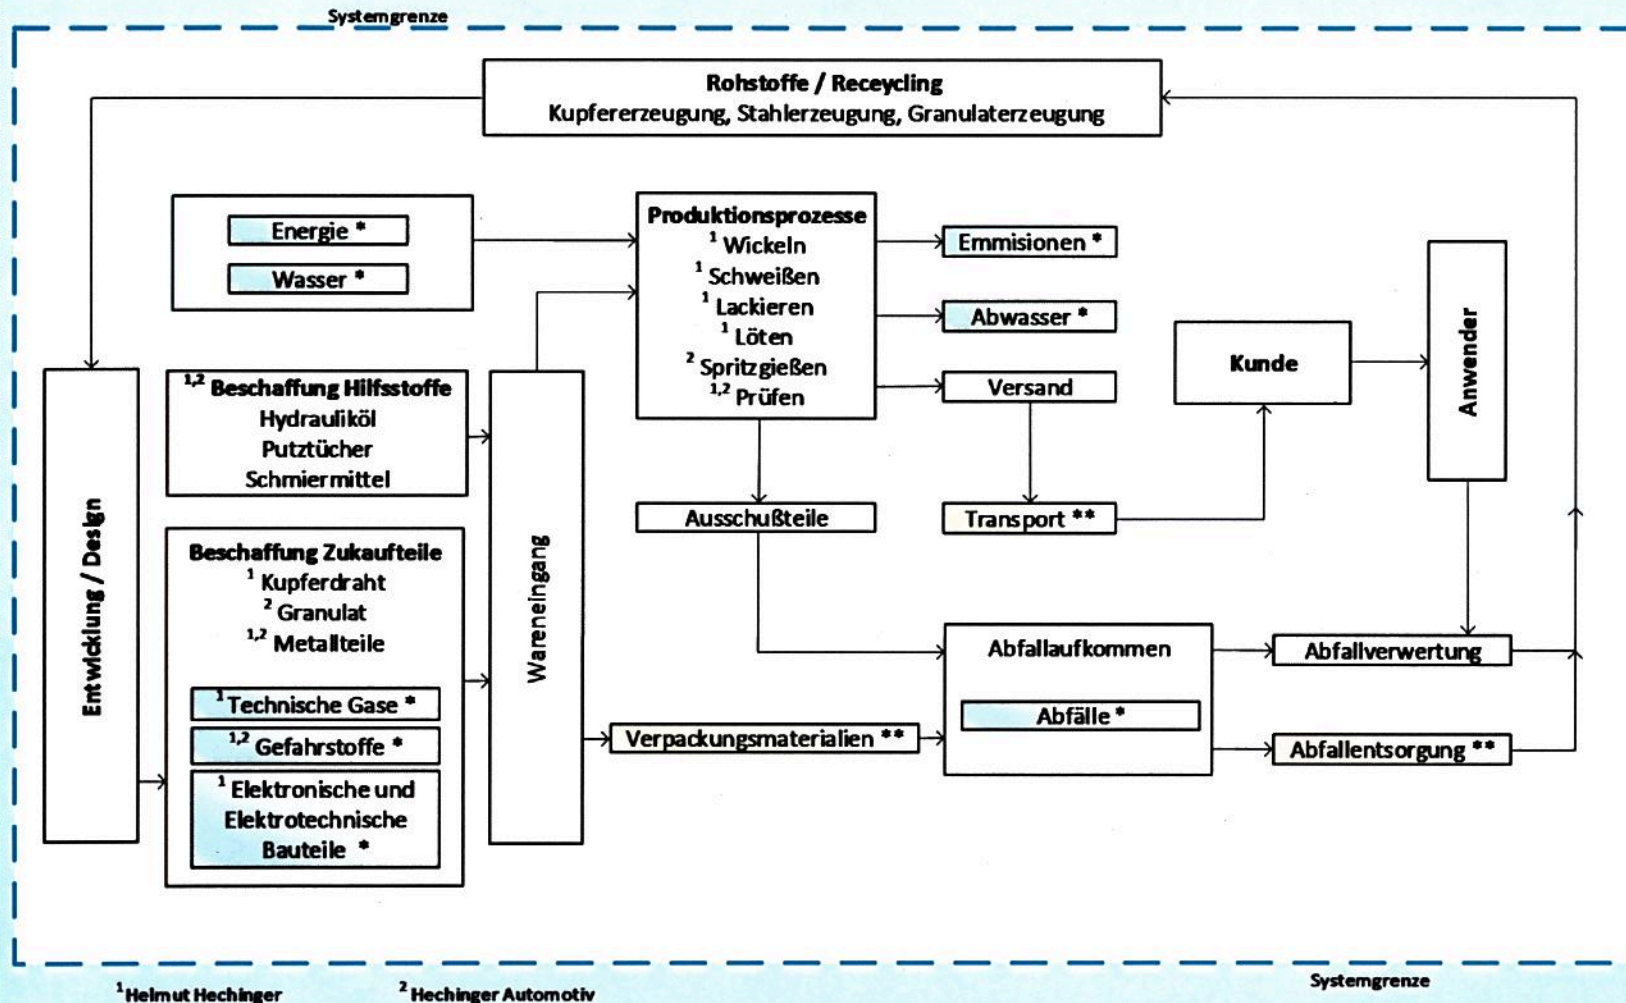 Systemgrenze
Rohstoffe / Receycling
Kupfererzeugung, Stahlerzeugung, Granulaterzeugung
Energie *
Wasser *
Produktionsprozesse
¹ Wickeln
¹ Schweißen
¹ Lackieren
¹ Löten
² Spritzgießen
¹,² Prüfen
Emmisionen *
Abwasser *
Versand
Kunde
Anwender
Entwicklung / Design
¹,² Beschaffung Hilfsstoffe
Hydrauliköl
Putztücher
Schmiermittel
Beschaffung Zukaufteile
¹ Kupferdraht
² Granulat
¹,² Metallteile
¹ Technische Gase *
¹,² Gefahrstoffe *
¹ Elektronische und
Elektrotechnische
Bauteile *
Wareneingang
Ausschußteile
Transport **
Verpackungsmaterialien **
Abfallaufkommen
Abfälle *
Abfallverwertung
Abfallentsorgung **
Systemgrenze
¹ Helmut Hechinger
² Hechinger Automotiv